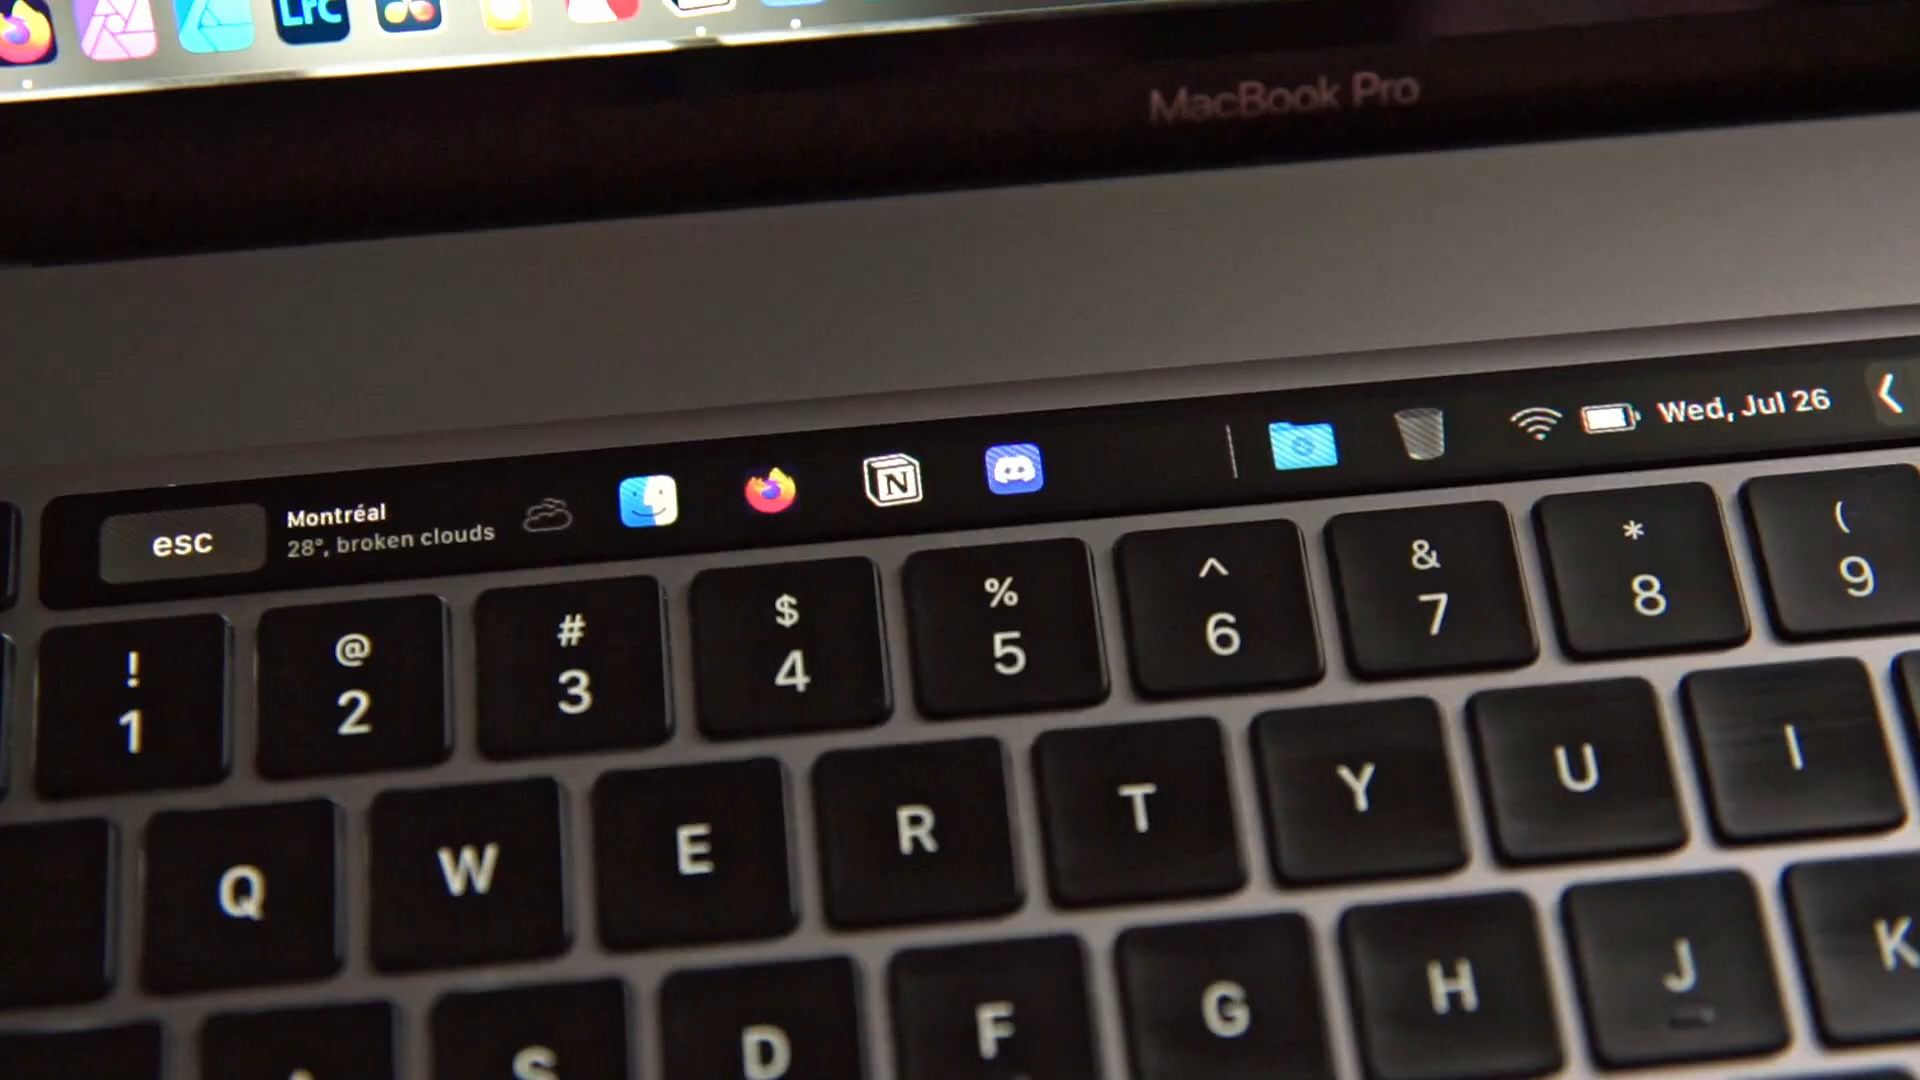 Lrc
MacBook Pro
esc
Montréal
28°, broken clouds
N
Wed, Jul 26
! @ # $ % ^ & * (
1 2 3 4 5 6 7 8 9
Q W E R T Y U I
S D F G H J K